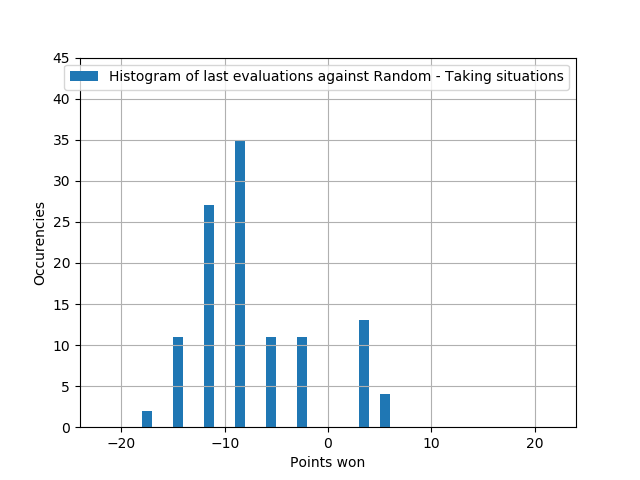 Histogram of last evaluations against Random - Taking situations
45
40
35
30
25
20
15
10
5
0
Occurencies
−20 −10 0 10 20
Points won